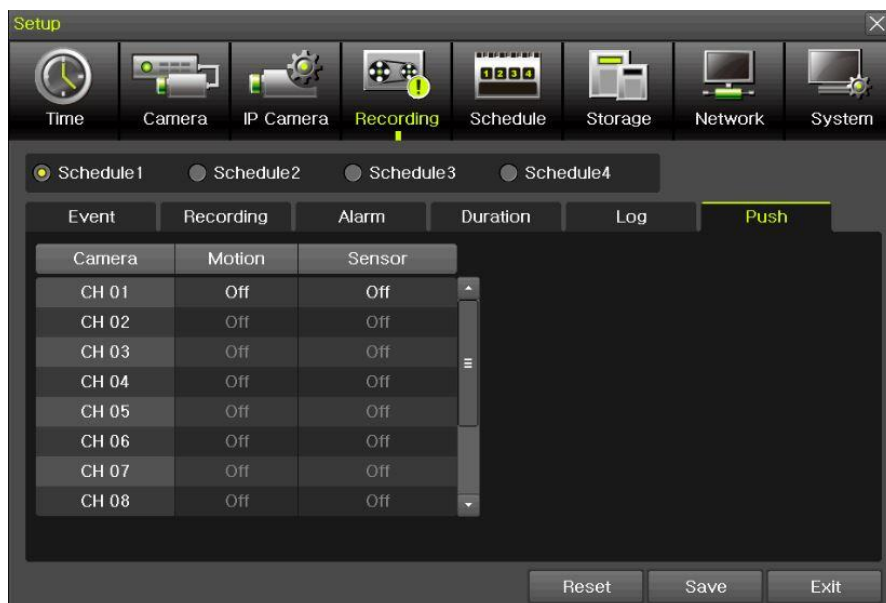 Setup
Time Camera IP Camera Recording Schedule Storage Network System
Schedule1 Schedule2 Schedule3 Schedule4
Event Recording Alarm Duration Log Push
Camera Motion Sensor
CH 01 Off Off
CH 02 Off Off
CH 03 Off Off
CH 04 Off Off
CH 05 Off Off
CH 06 Off Off
CH 07 Off Off
CH 08 Off Off
Reset Save Exit